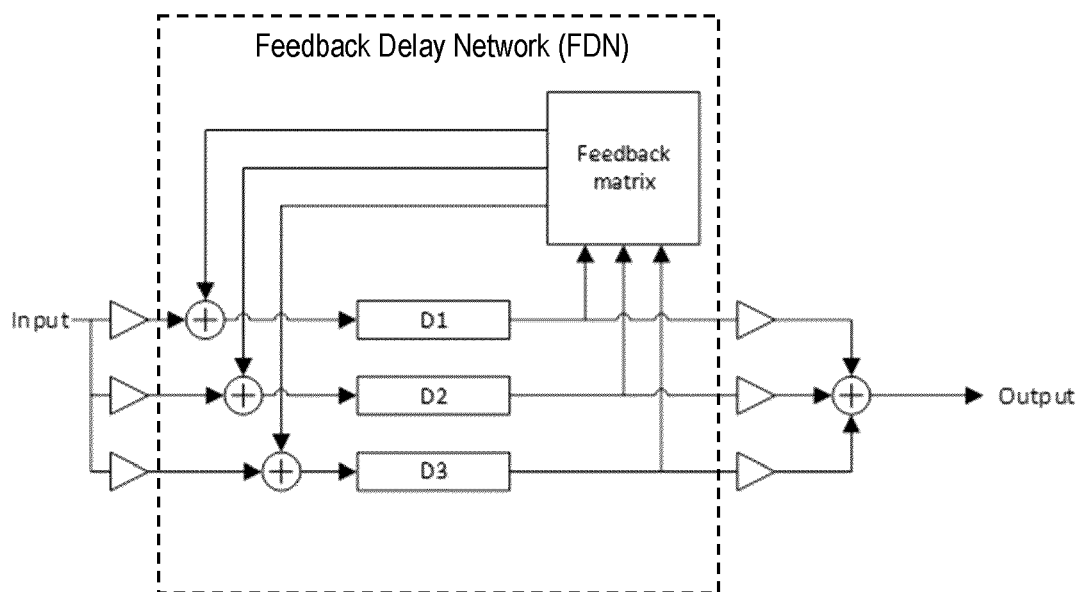 Feedback Delay Network (FDN)
Feedback
matrix
Input
D1
D2
Output
D3